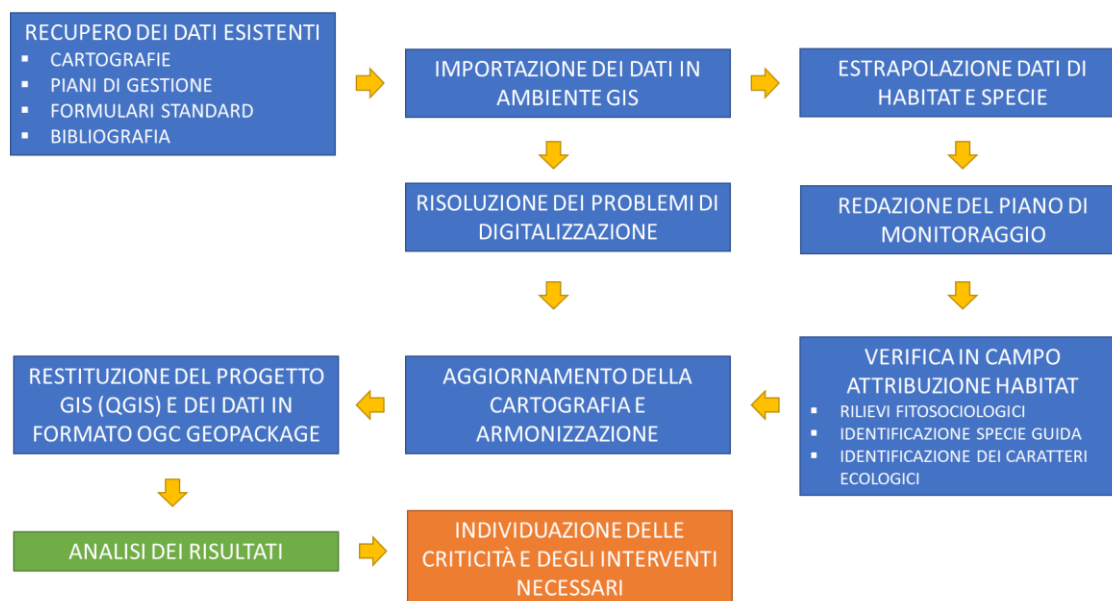 RECUPERO DEI DATI ESISTENTI
▪ CARTOGRAFIE
▪ PIANI DI GESTIONE
▪ FORMULARI STANDARD
▪ BIBLIOGRAFIA
IMPORTAZIONE DEI DATI IN
AMBIENTE GIS
ESTRAPOLAZIONE DATI DI
HABITAT E SPECIE
RISOLUZIONE DEI PROBLEMI DI
DIGITALIZZAZIONE
REDAZIONE DEL PIANO DI
MONITORAGGIO
VERIFICA IN CAMPO
ATTRIBUZIONE HABITAT
▪ RILIEVI FITOSOCIOLOGICI
▪ IDENTIFICAZIONE SPECIE GUIDA
▪ IDENTIFICAZIONE DEI CARATTERI
ECOLOGICI
AGGIORNAMENTO DELLA
CARTOGRAFIA E
ARMONIZZAZIONE
RESTITUZIONE DEL PROGETTO
GIS (QGIS) E DEI DATI IN
FORMATO OGC GEOPACKAGE
ANALISI DEI RISULTATI
INDIVIDUAZIONE DELLE
CRITICITÀ E DEGLI INTERVENTI
NECESSARI